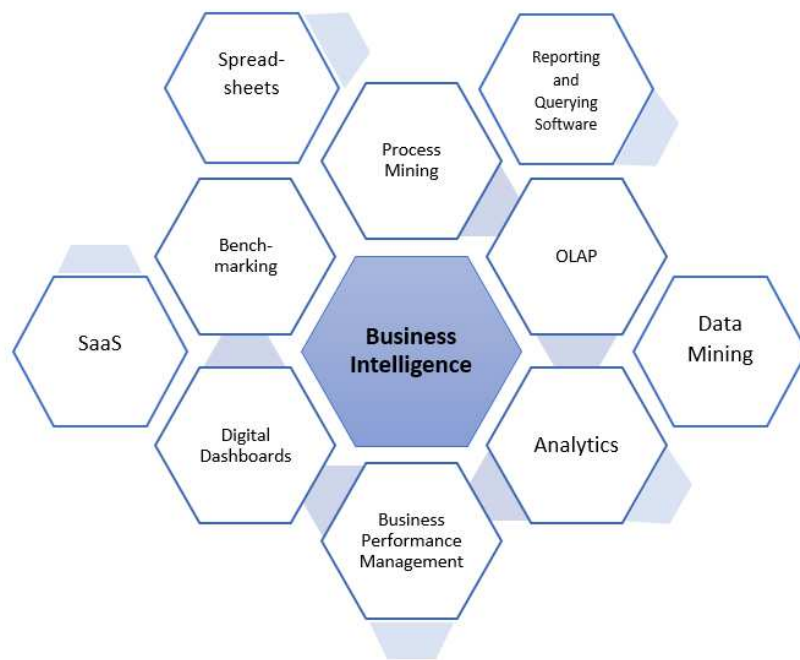 Spread-
sheets
Reporting
and
Querying
Software
Process
Mining
Bench-
marking
OLAP
SaaS
Business
Intelligence
Data
Mining
Digital
Dashboards
Analytics
Business
Performance
Management